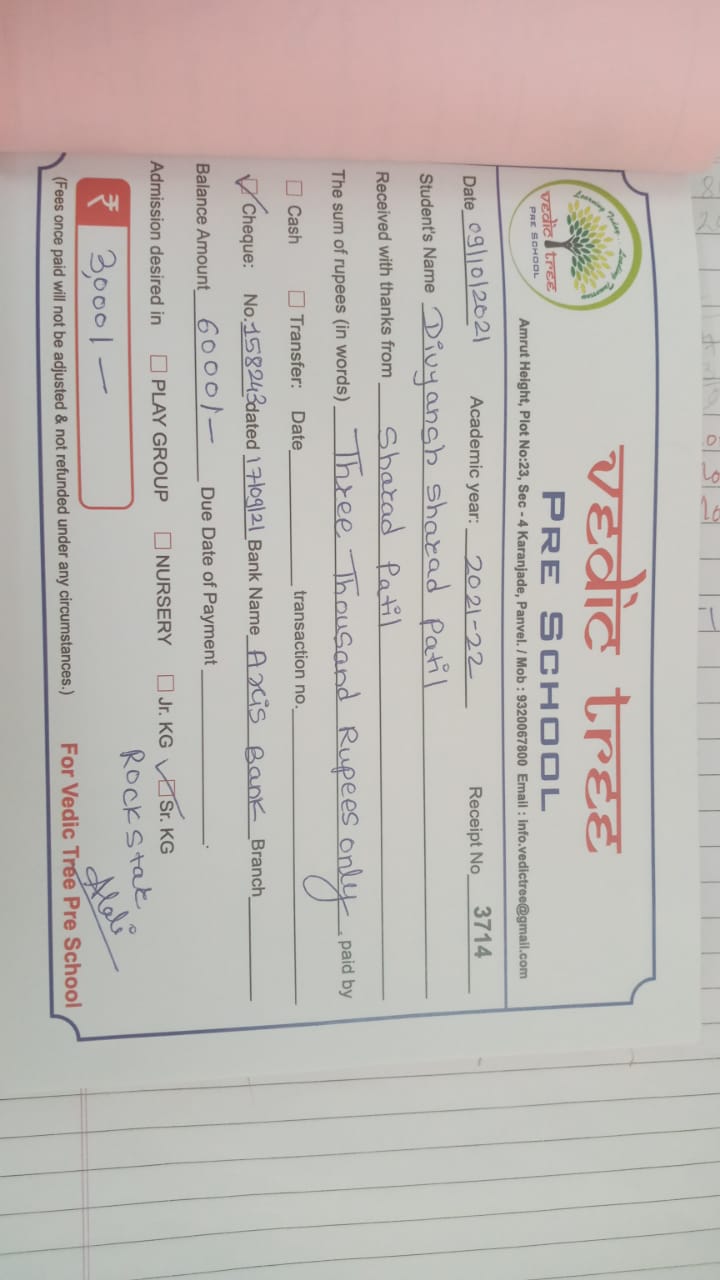 vedic tree
PRE SCHOOL
Learning Today... Leading Tomorrow
vedic tree
PRE SCHOOL
Amrut Height, Plot No:23, Sec - 4 Karanjade, Panvel. / Mob : 9320067800 Email : info.vedictree@gmail.com
Date 09/10/2021 Academic year: 2021-22 Receipt No 3714
Student's Name Divyansh Sharad Patil
Received with thanks from Sharad Patil
The sum of rupees (in words) Three Thousand Rupees only paid by
Cash Transfer: Date transaction no.
Cheque: No. 158243 dated 17/09/21 Bank Name Axis Bank Branch
Balance Amount 6000/- Due Date of Payment .
Admission desired in PLAY GROUP NURSERY Jr. KG Sr. KG
Rockstar
₹ 3,000/-
(Fees once paid will not be adjusted & not refunded under any circumstances.) For Vedic Tree Pre School